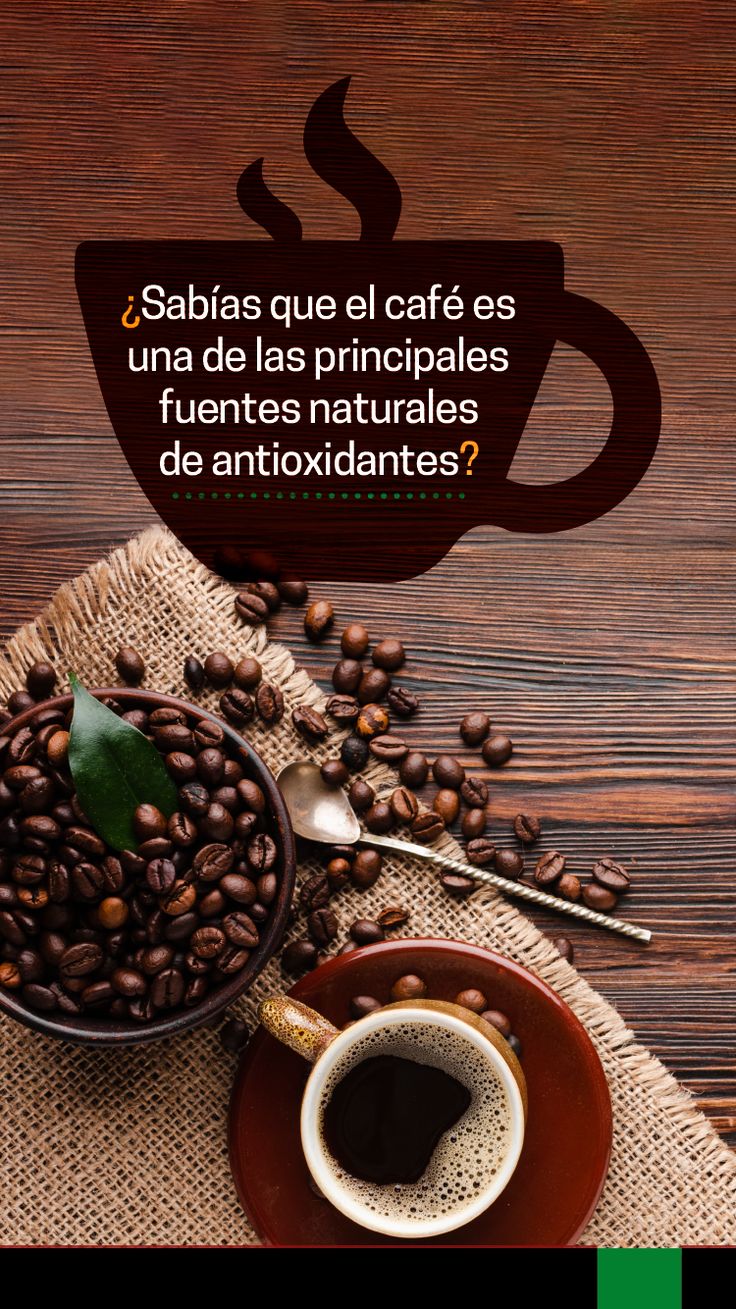 ¿Sabías que el café es
una de las principales
fuentes naturales
de antioxidantes?